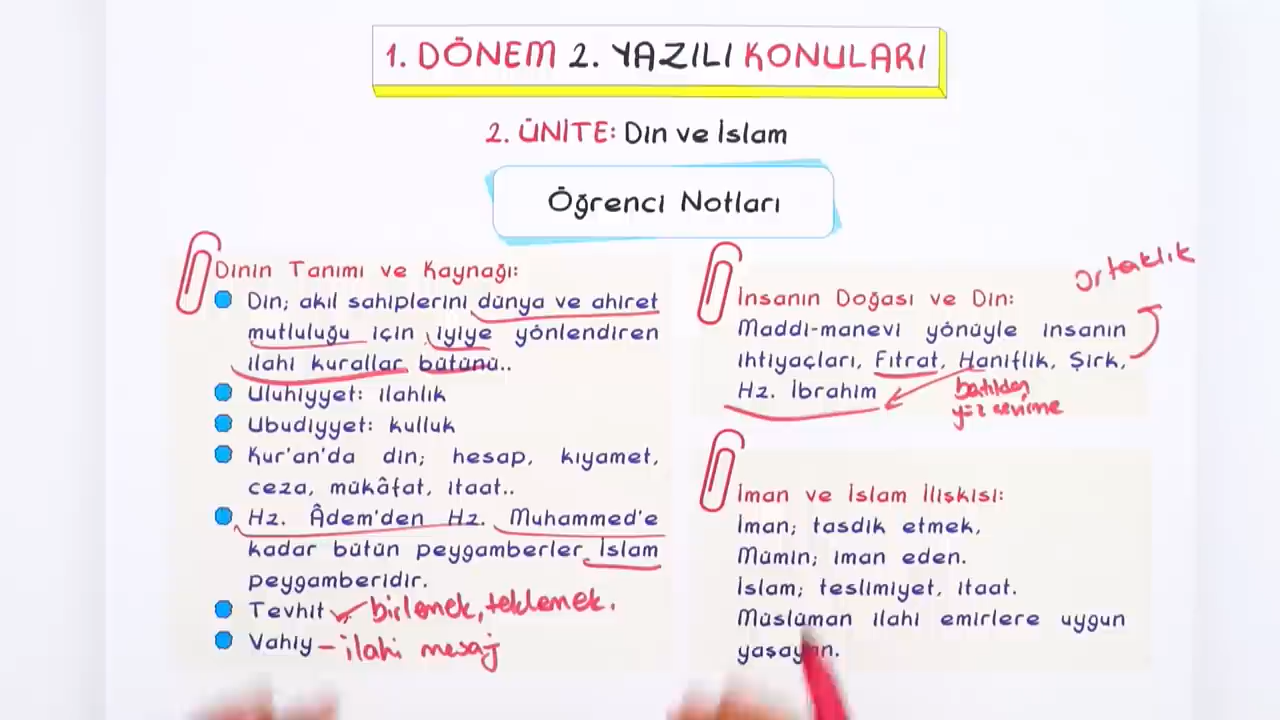 1. DÖNEM 2. YAZILI KONULARI
2. ÜNİTE: Din ve İslam
Öğrenci Notları
Dinin Tanımı ve Kaynağı:
Din; akıl sahiplerini dünya ve ahiret
mutluluğu için iyiye yönlendiren
ilahi kurallar bütünü..
Uluhiyyet: ilahlık
Ubudiyyet: kulluk
Kur'an'da din; hesap, kıyamet,
ceza, mükâfat, itaat..
Hz. Âdem'den Hz. Muhammed'e
kadar bütün peygamberler İslam
peygamberidir.
Tevhit birlemek, teklemek.
Vahiy - ilahi mesaj
ortaklık
İnsanın Doğası ve Din:
Maddi-manevi yönüyle insanın
ihtiyaçları, Fıtrat, Haniflik, Şirk,
Hz. İbrahim
batıldan
yüz çevirme
İman ve İslam İlişkisi:
İman; tasdik etmek,
Mümin; iman eden.
İslam; teslimiyet, itaat.
Müslüman ilahi emirlere uygun
yaşayan.